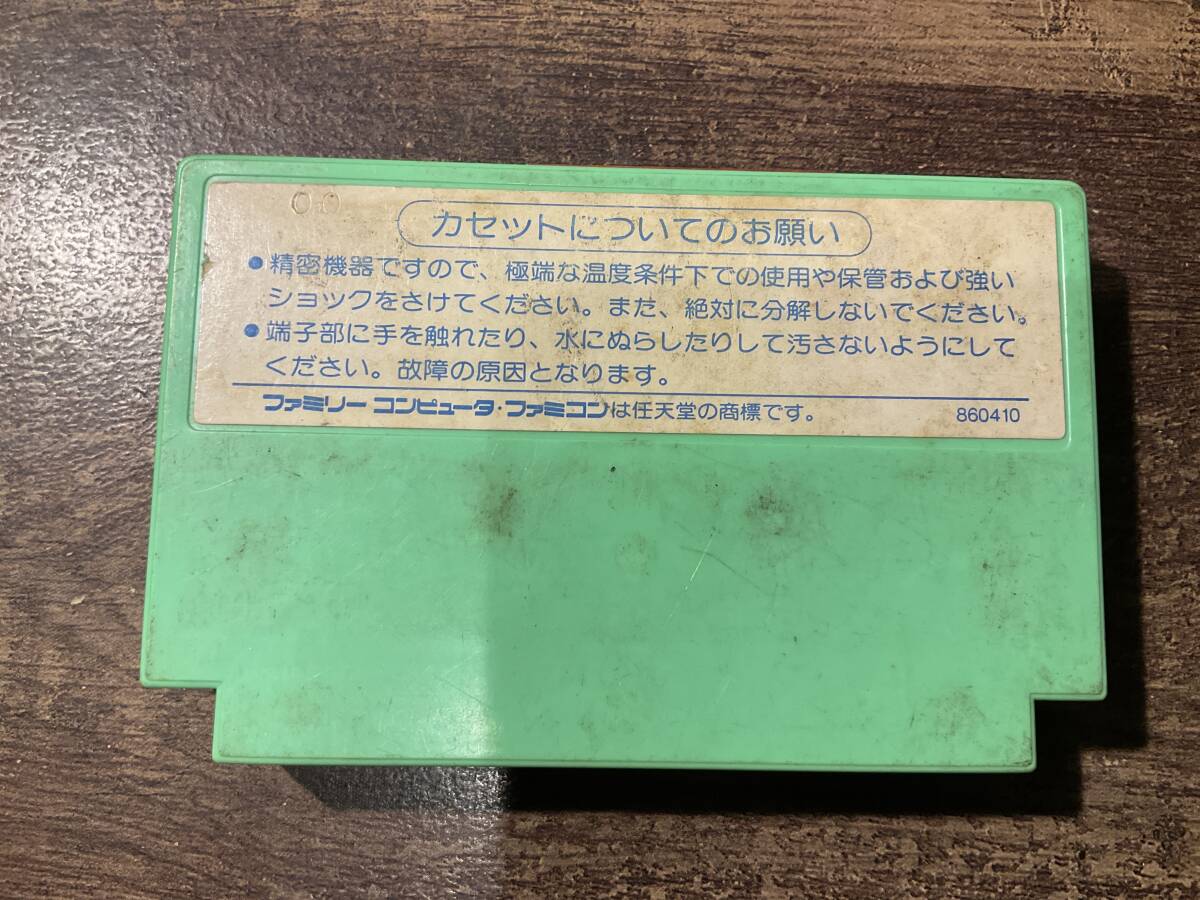 カセットについてのお願い
●精密機器ですので、極端な温度条件下での使用や保管および強い
ショックをさけてください。また、絶対に分解しないでください。
●端子部に手を触れたり、水にぬらしたりして汚さないようにして
ください。故障の原因となります。
ファミリーコンピュータ・ファミコンは任天堂の商標です。 860410